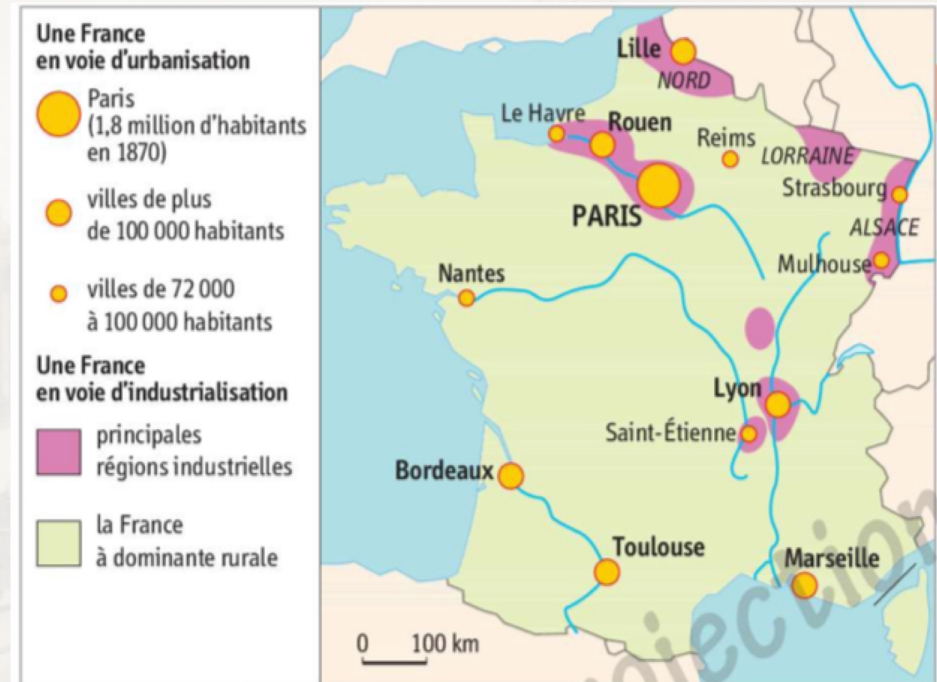 Une France
en voie d'urbanisation
Paris
(1,8 million d'habitants
en 1870)
villes de plus
de 100 000 habitants
villes de 72 000
à 100 000 habitants
Une France
en voie d'industrialisation
principales
régions industrielles
la France
à dominante rurale
Lille
NORD
Le Havre
Rouen
Reims
LORRAINE
Strasbourg
PARIS
ALSACE
Mulhouse
Nantes
Lyon
Saint-Étienne
Bordeaux
Toulouse
Marseille
0 100 km